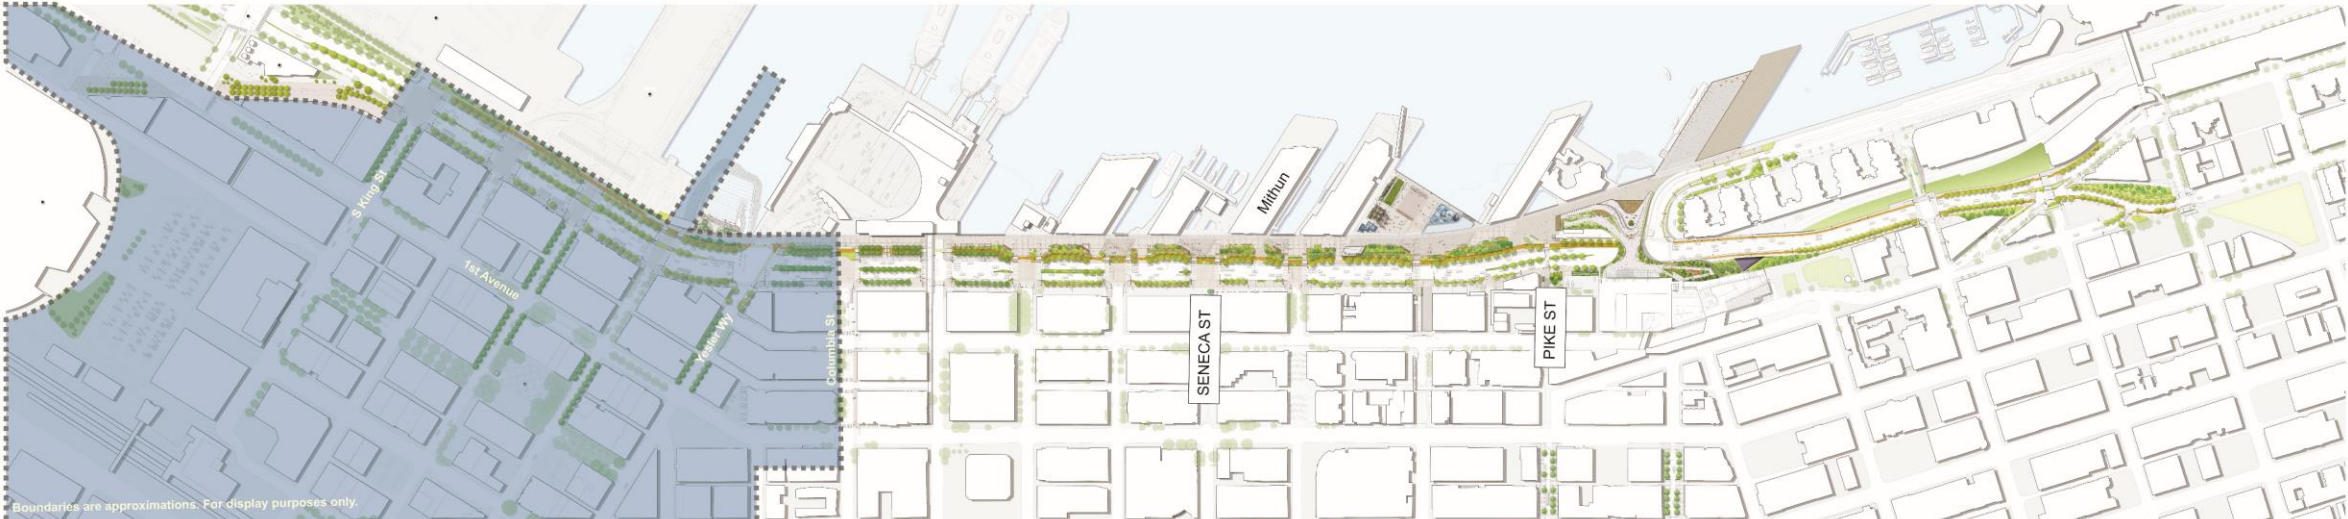 Mithun
S King St
1st Avenue
Yesler Wy
Columbia St
SENECA ST
PIKE ST
Boundaries are approximations. For display purposes only.